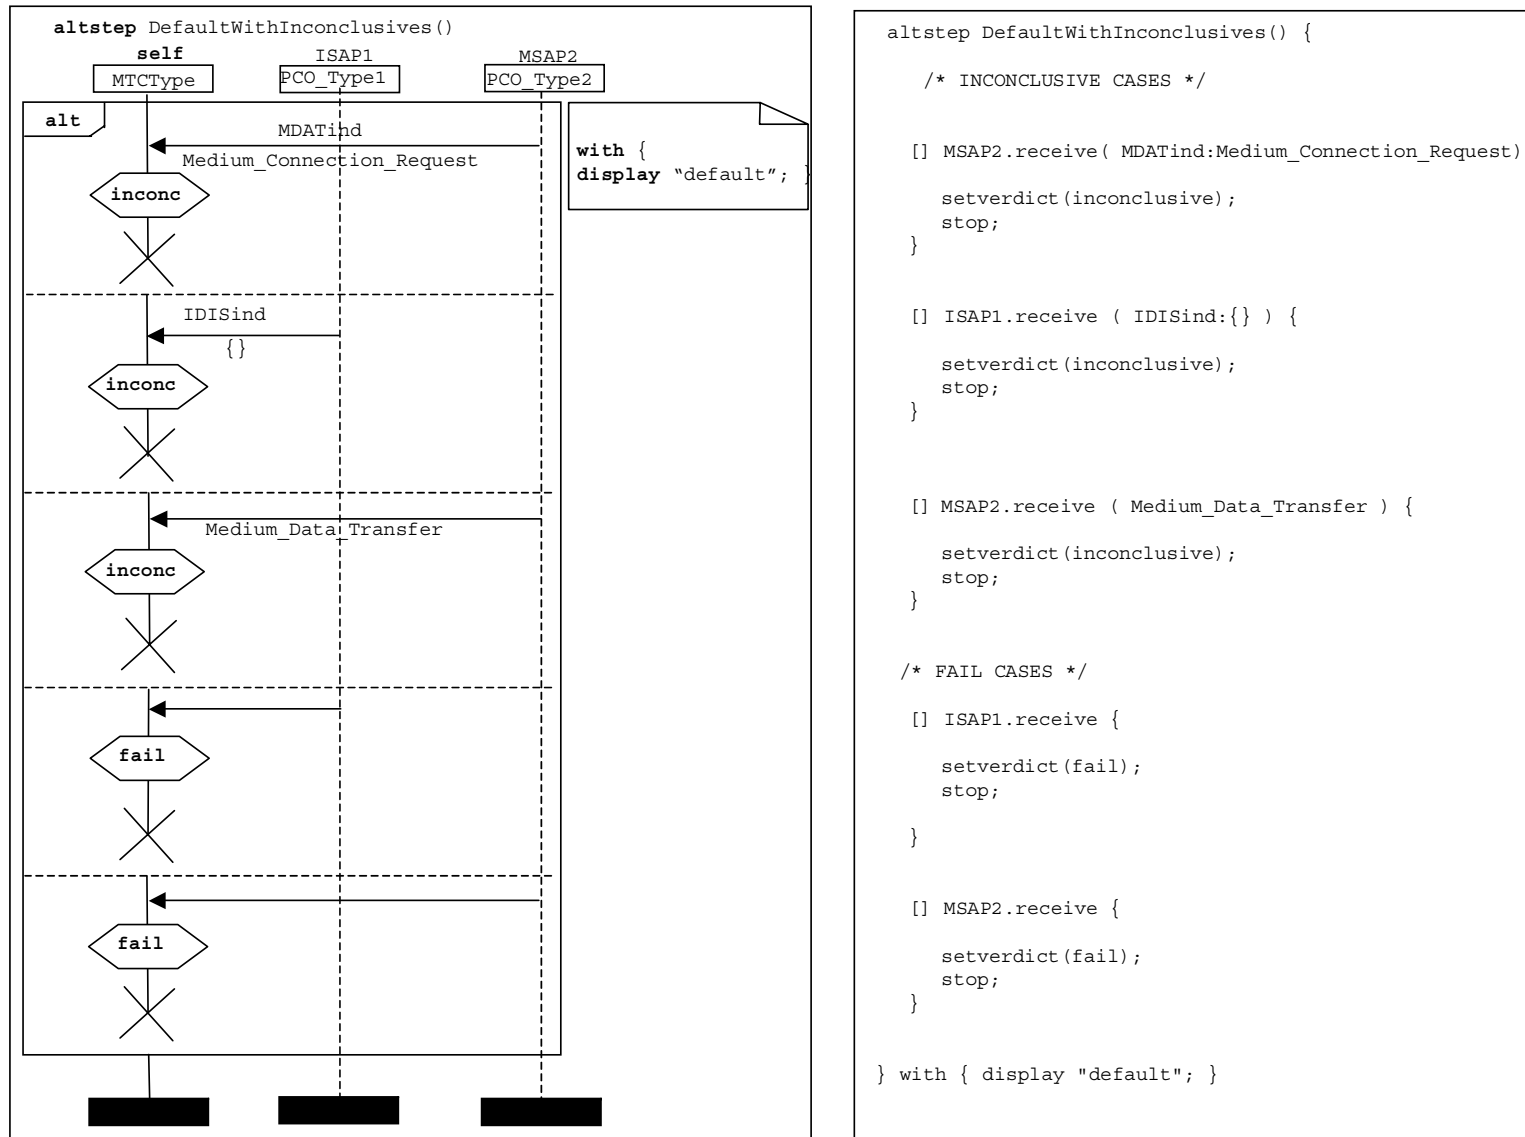 altstep DefaultWithInconclusives()
self ISAP1 MSAP2
MTCType PCO_Type1 PCO_Type2
alt
MDATind
Medium_Connection_Request
inconc
with {
display “default”; }
IDISind
{}
inconc
Medium_Data_Transfer
inconc
fail
fail
altstep DefaultWithInconclusives() {
/* INCONCLUSIVE CASES */
[] MSAP2.receive( MDATind:Medium_Connection_Request)
setverdict(inconclusive);
stop;
}
[] ISAP1.receive ( IDISind:{} ) {
setverdict(inconclusive);
stop;
}
[] MSAP2.receive ( Medium_Data_Transfer ) {
setverdict(inconclusive);
stop;
}
/* FAIL CASES */
[] ISAP1.receive {
setverdict(fail);
stop;
}
[] MSAP2.receive {
setverdict(fail);
stop;
}
} with { display "default"; }